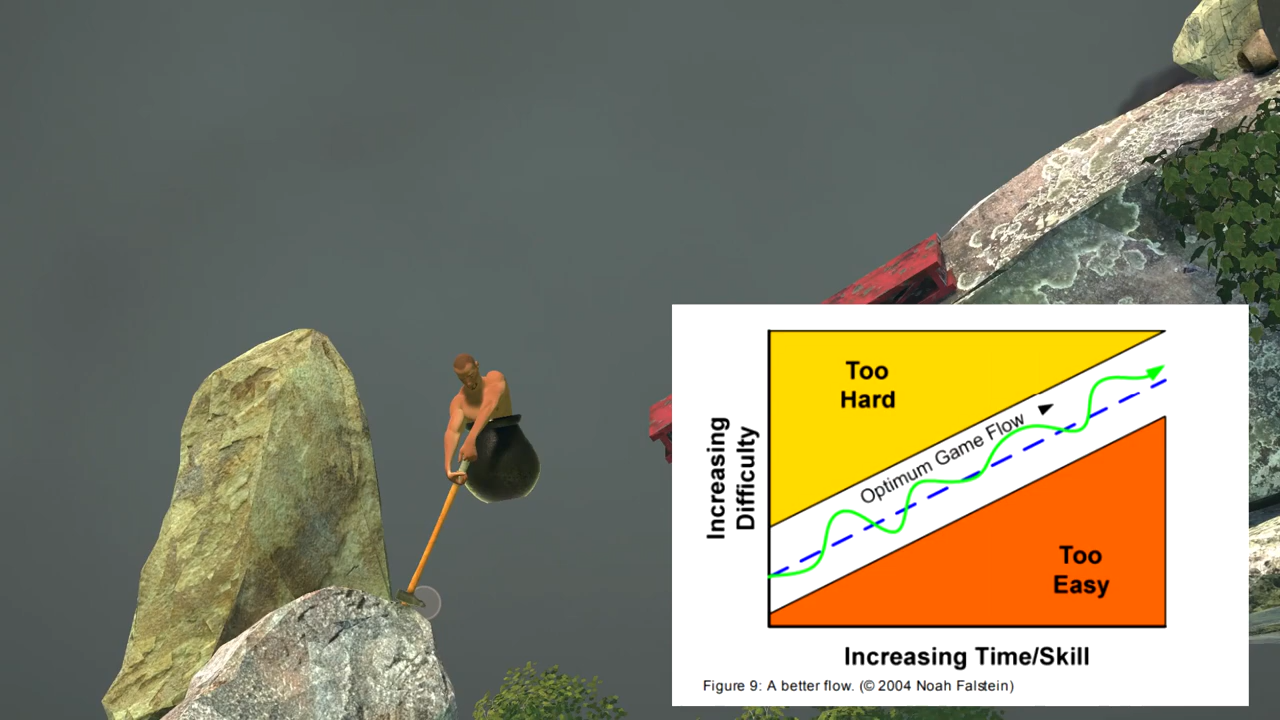 Too
Hard
Optimum Game Flow
Increasing
Difficulty
Too
Easy
Increasing Time/Skill
Figure 9: A better flow. (© 2004 Noah Falstein)